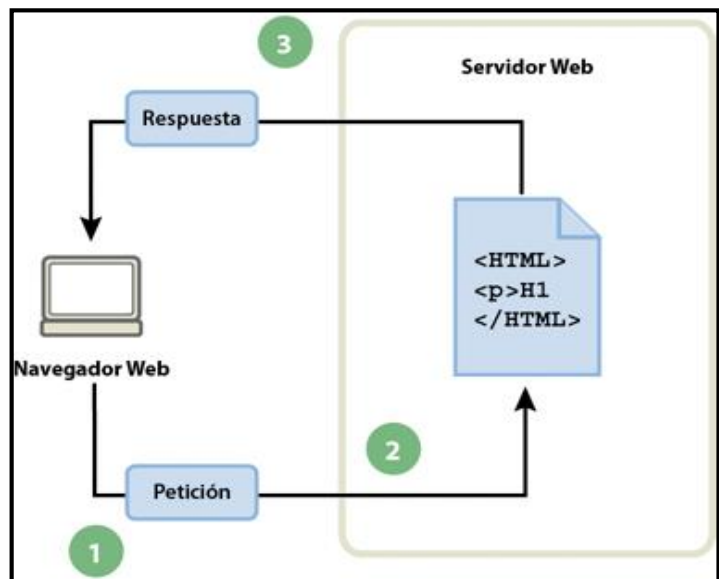 3
Servidor Web
Respuesta
<HTML>
<p>H1
</HTML>
Navegador Web
2
Petición
1